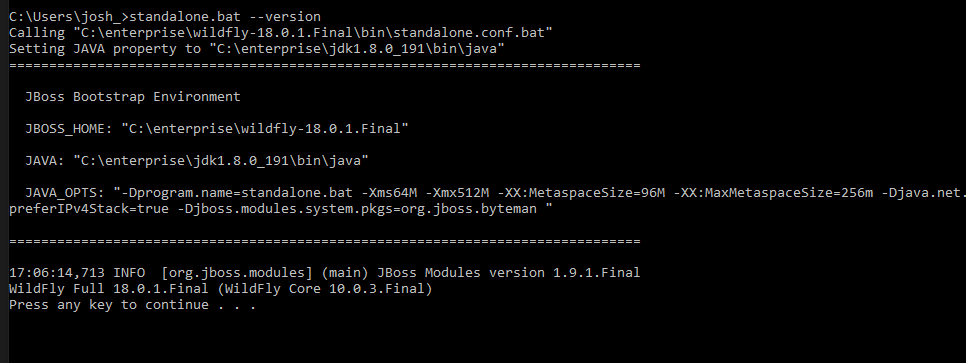 C:\Users\josh_>standalone.bat --version
Calling "C:\enterprise\wildfly-18.0.1.Final\bin\standalone.conf.bat"
Setting JAVA property to "C:\enterprise\jdk1.8.0_191\bin\java"
===============================================================================
JBoss Bootstrap Environment
JBOSS_HOME: "C:\enterprise\wildfly-18.0.1.Final"
JAVA: "C:\enterprise\jdk1.8.0_191\bin\java"
JAVA_OPTS: "-Dprogram.name=standalone.bat -Xms64M -Xmx512M -XX:MetaspaceSize=96M -XX:MaxMetaspaceSize=256m -Djava.net.
preferIPv4Stack=true -Djboss.modules.system.pkgs=org.jboss.byteman "
===============================================================================
17:06:14,713 INFO  [org.jboss.modules] (main) JBoss Modules version 1.9.1.Final
WildFly Full 18.0.1.Final (WildFly Core 10.0.3.Final)
Press any key to continue . . .